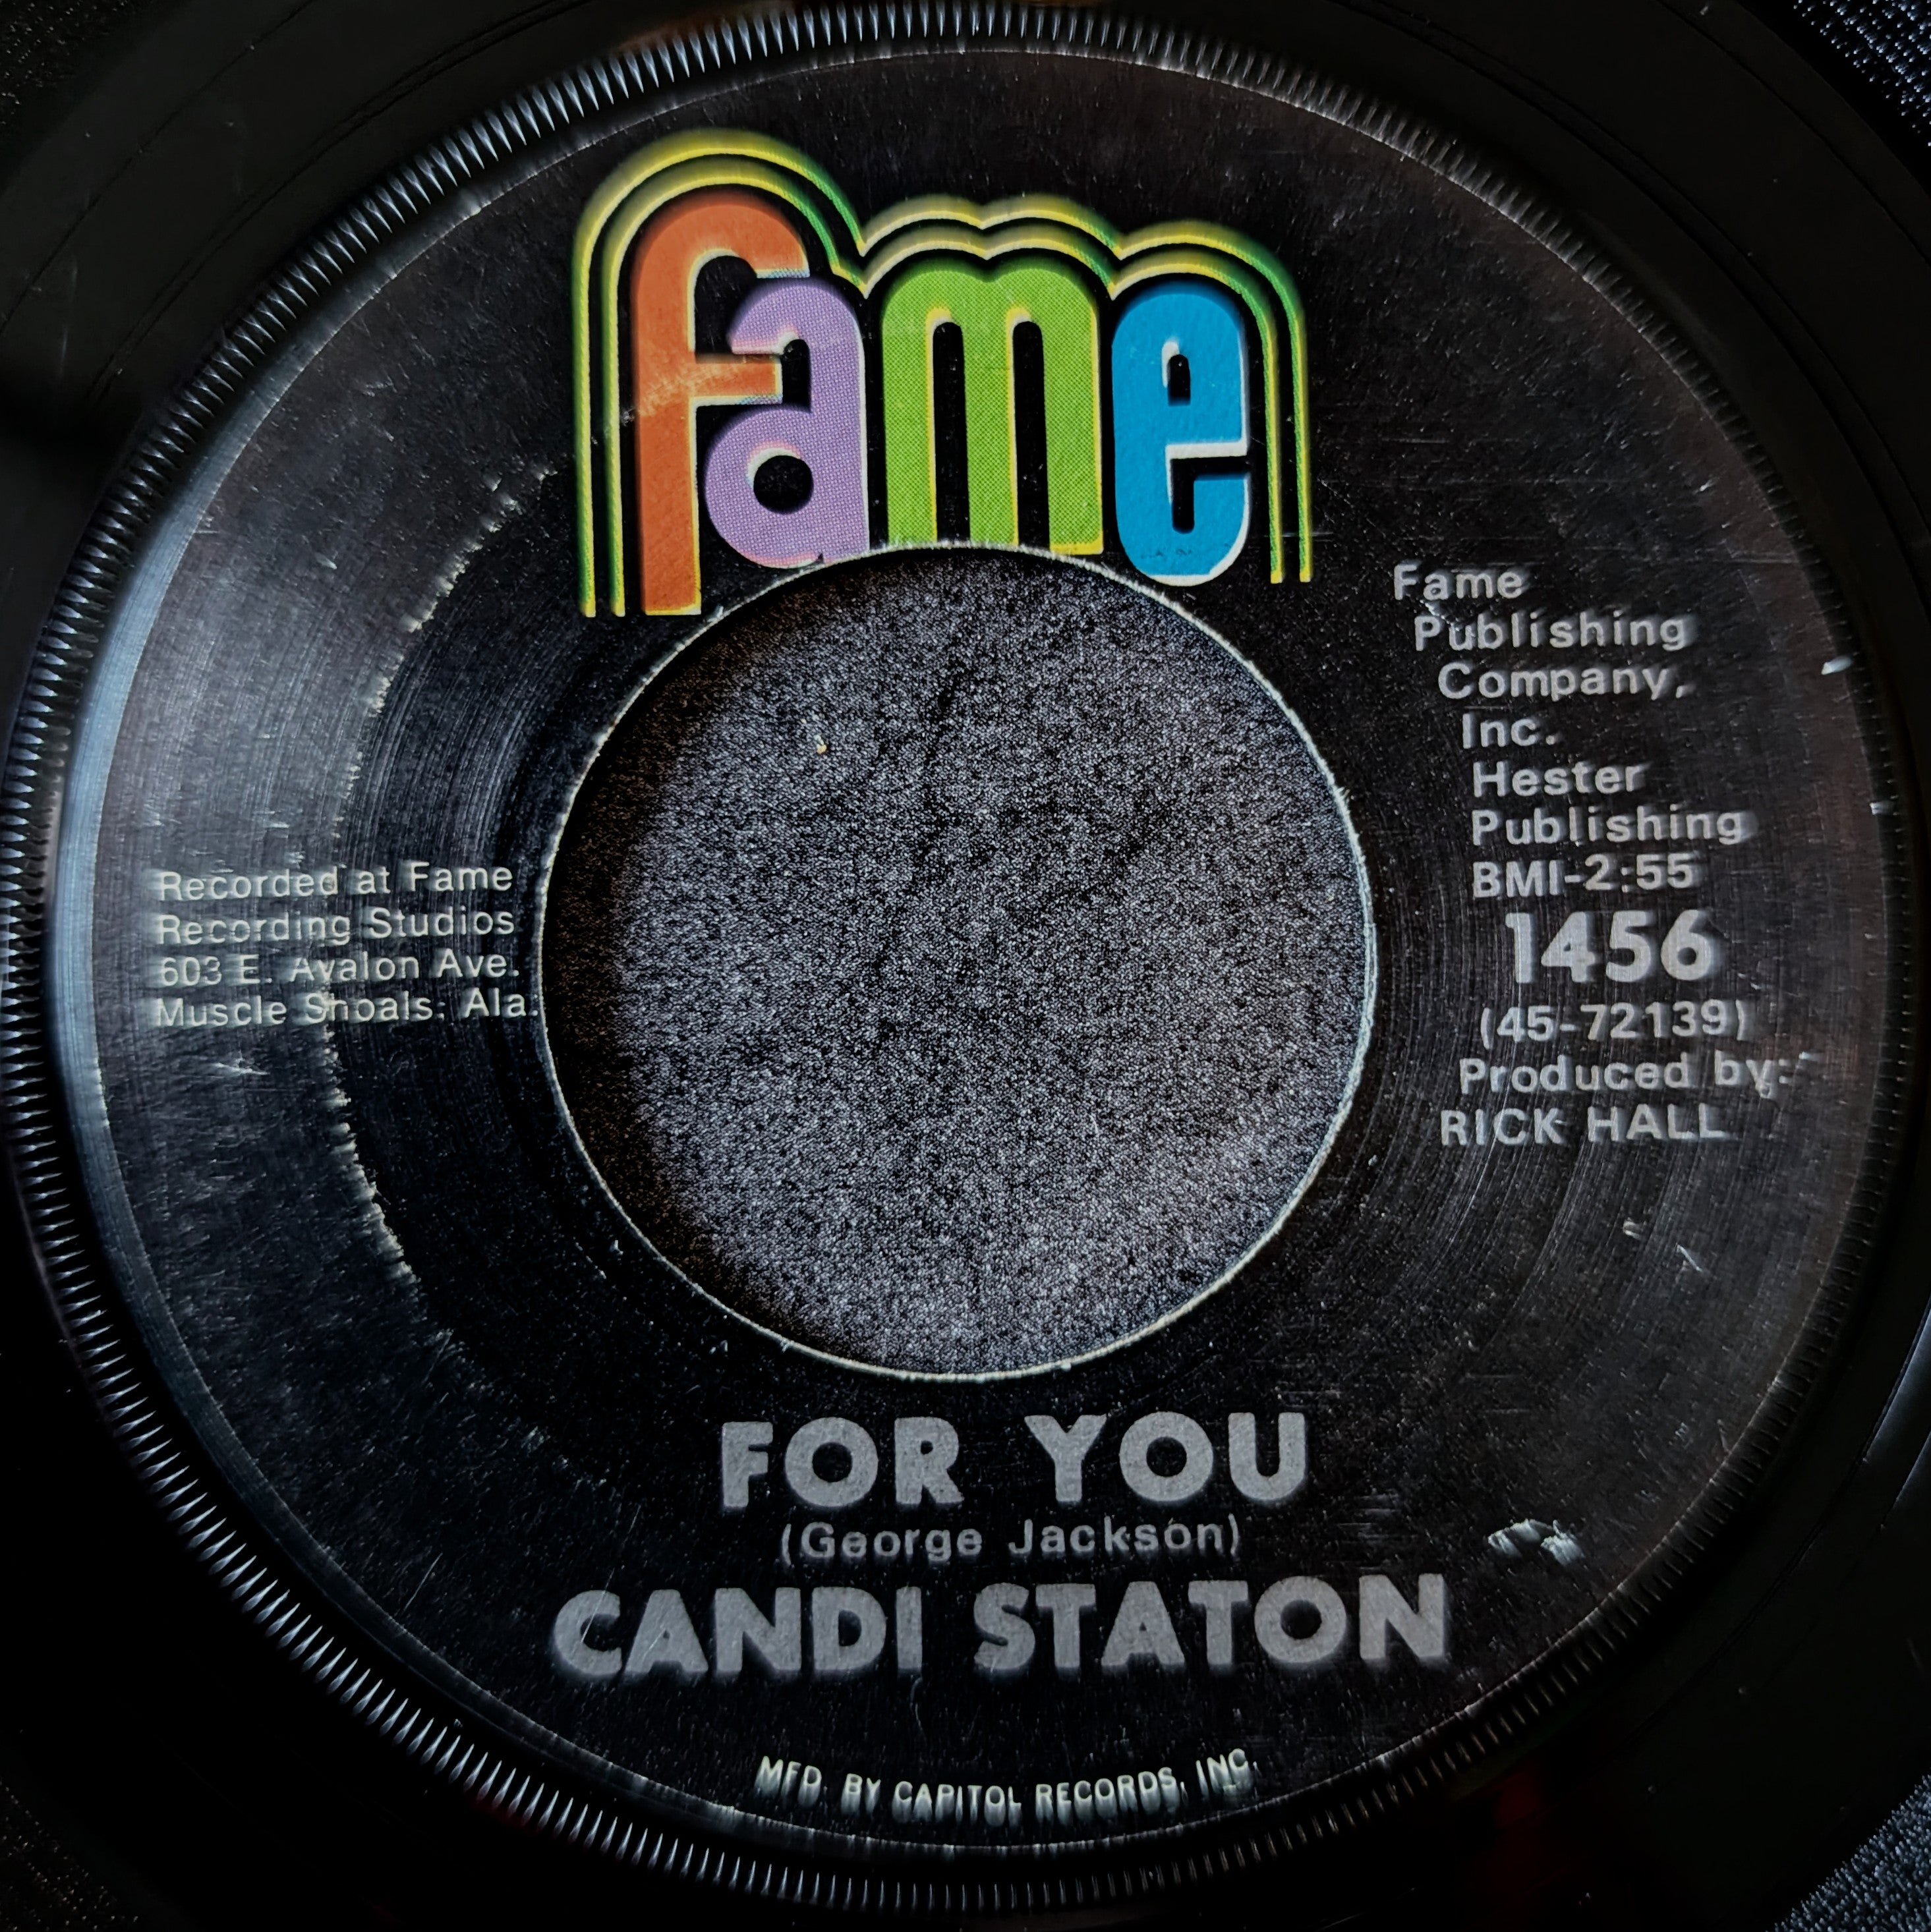 fame
Fame
Publishing
Company,
Inc.
Hester
Publishing
BMI-2:55
1456
(45-72139)
Produced by:
RICK HALL
Recorded at Fame
Recording Studios
603 E. Avalon Ave.
Muscle Shoals, Ala.
FOR YOU
(George Jackson)
CANDI STATON
MFD. BY CAPITOL RECORDS, INC.